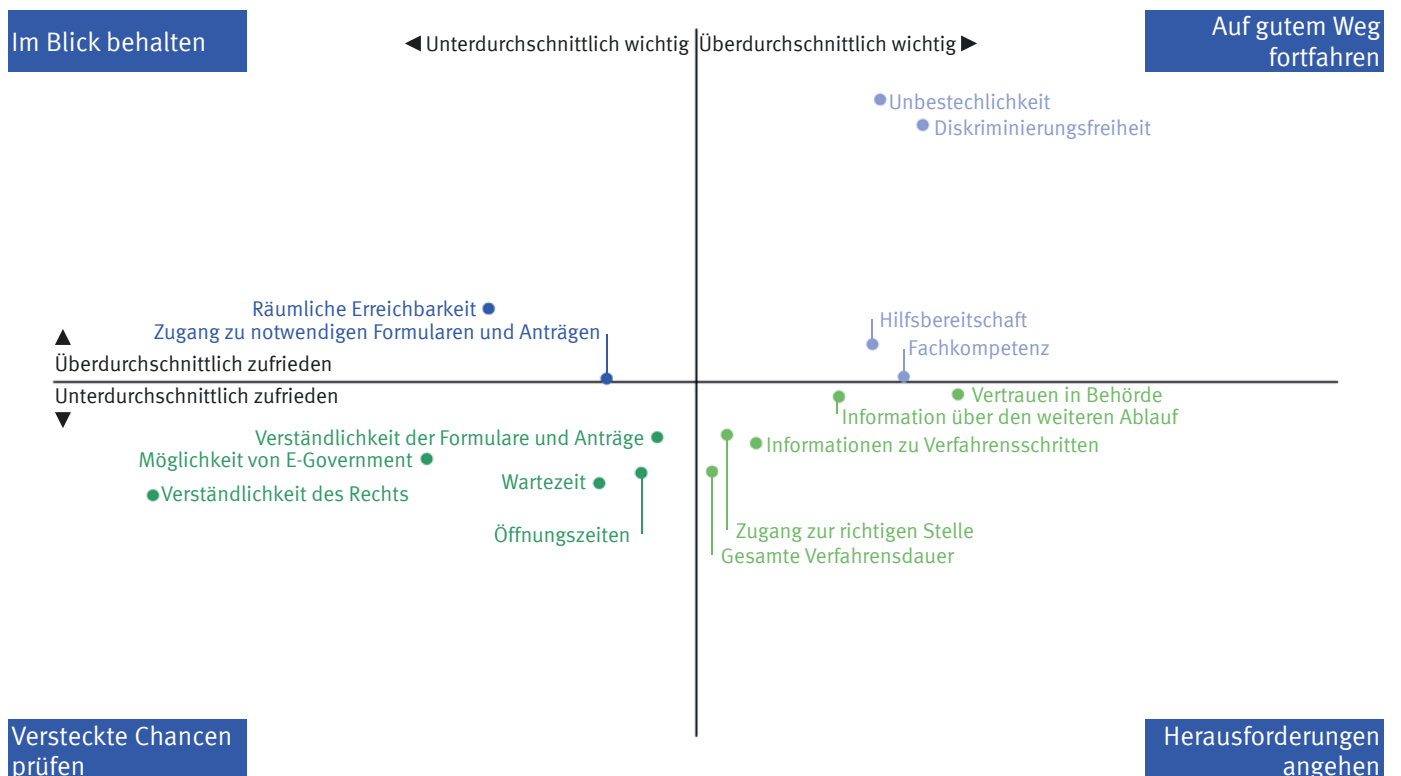 Im Blick behalten
◀ Unterdurchschnittlich wichtig
Überdurchschnittlich wichtig ▶
Auf gutem Weg
fortfahren
Unbestechlichkeit
Diskriminierungsfreiheit
Räumliche Erreichbarkeit
Zugang zu notwendigen Formularen und Anträgen
Hilfsbereitschaft
Fachkompetenz
▲
Überdurchschnittlich zufrieden
Unterdurchschnittlich zufrieden
▼
Vertrauen in Behörde
Information über den weiteren Ablauf
Verständlichkeit der Formulare und Anträge
Informationen zu Verfahrensschritten
Möglichkeit von E-Government
Wartezeit
Verständlichkeit des Rechts
Öffnungszeiten
Zugang zur richtigen Stelle
Gesamte Verfahrensdauer
Versteckte Chancen
prüfen
Herausforderungen
angehen